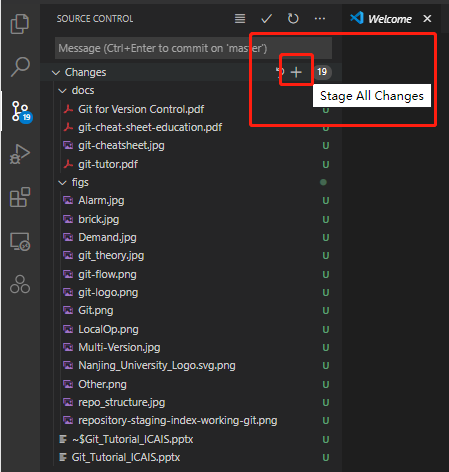 SOURCE CONTROL
Welcome
Message (Ctrl+Enter to commit on 'master')
Changes 19
Stage All Changes
docs
Git for Version Control.pdf U
git-cheat-sheet-education.pdf U
git-cheatsheet.jpg U
git-tutor.pdf U
figs
Alarm.jpg U
brick.jpg U
Demand.jpg U
git_theory.jpg U
git-flow.png U
git-logo.png U
Git.png U
LocalOp.png U
Multi-Version.jpg U
Nanjing_University_Logo.svg.png U
Other.png U
repo_structure.jpg U
repository-staging-index-working-git.png U
~$Git_Tutorial_ICAIS.pptx U
Git_Tutorial_ICAIS.pptx U
19